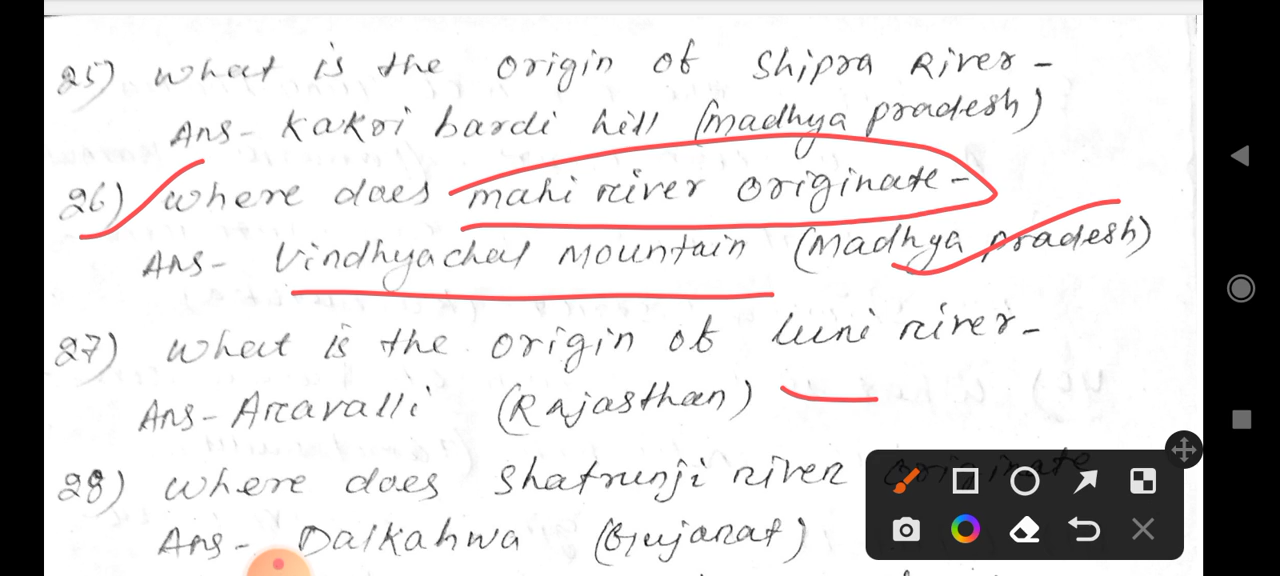 25) What is the origin of Shipra River -
Ans - Kakri bardi hill (Madhya pradesh)
26) where does mahi river originate -
Ans - Vindhyachal Mountain (Madhya pradesh)
27) What is the origin of luni river -
Ans - Aravalli (Rajasthan)
28) where does Shatrunji river originate
Ans - Dalkahwa (Gujarat)